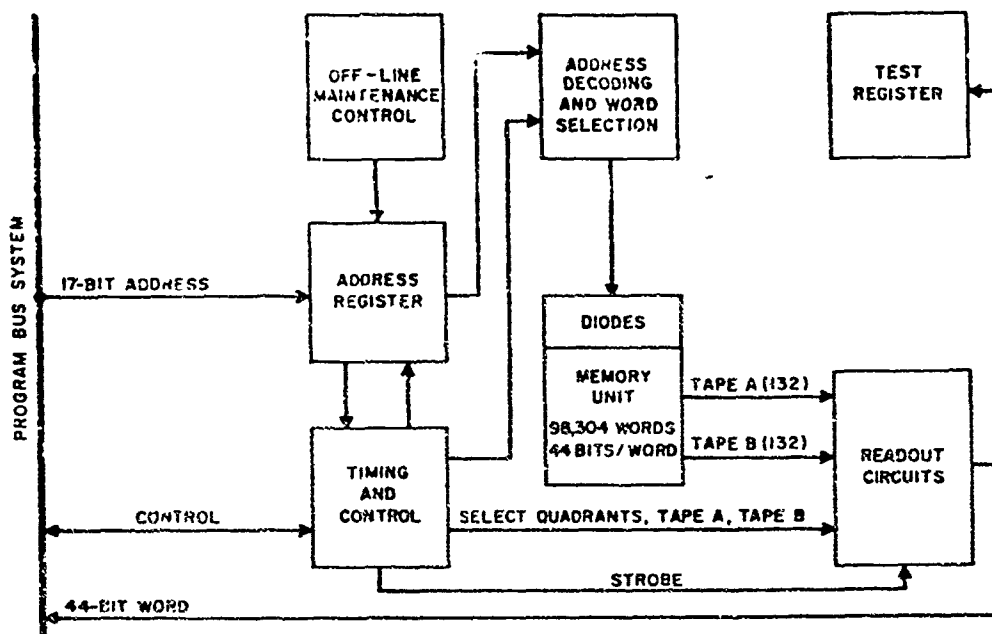 OFF-LINE
MAINTENANCE
CONTROL
ADDRESS
DECODING
AND WORD
SELECTION
TEST
REGISTER
PROGRAM BUS SYSTEM
17-BIT ADDRESS
ADDRESS
REGISTER
DIODES
MEMORY
UNIT
98,304 WORDS
44 BITS/WORD
TAPE A (132)
TAPE B (132)
READOUT
CIRCUITS
CONTROL
TIMING
AND
CONTROL
SELECT QUADRANTS, TAPE A, TAPE B
STROBE
44-BIT WORD